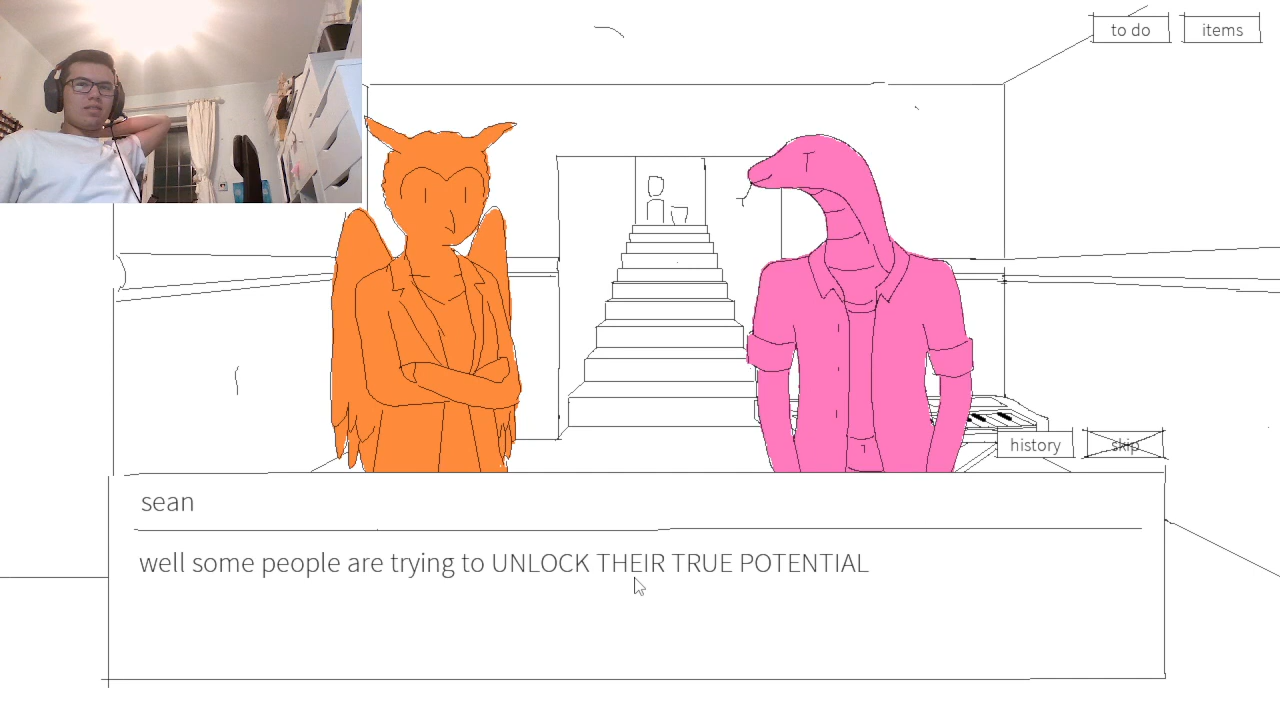 to do
items
history
skip
sean
well some people are trying to UNLOCK THEIR TRUE POTENTIAL